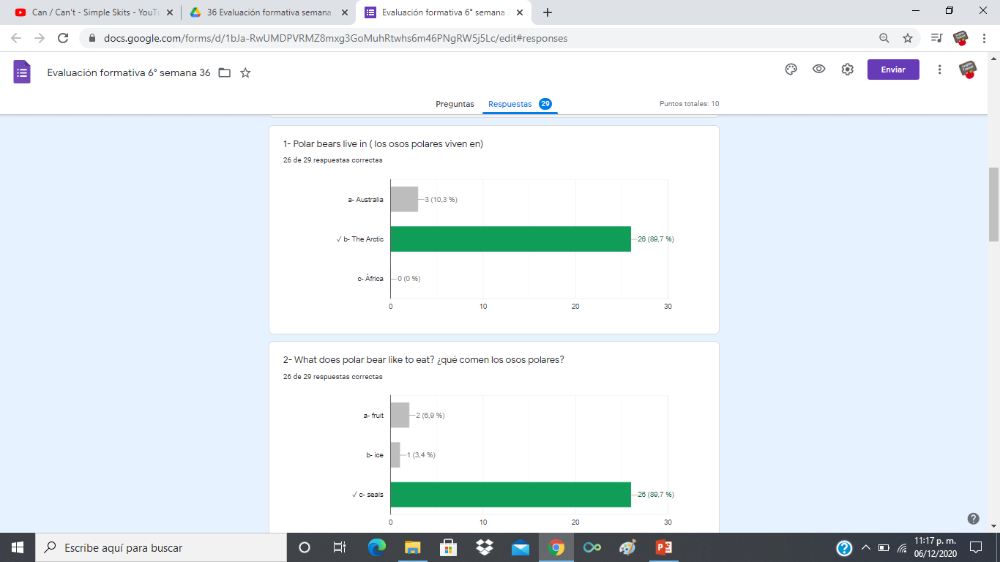 Can / Can't - Simple Skits - YouTu
36 Evaluación formativa semana
Evaluación formativa 6° semana
docs.google.com/forms/d/1bJa-RwUMDPVRMZ8mxg3GoMuhRtwhs6m46PNgRW5j5Lc/edit#responses
Evaluación formativa 6° semana 36
Enviar
Preguntas
Respuestas 29
Puntos totales: 10
1- Polar bears live in ( los osos polares viven en)
26 de 29 respuestas correctas
a- Australia
3 (10,3 %)
✓ b- The Arctic
26 (89,7 %)
c- África
0 (0 %)
0 10 20 30
2- What does polar bear like to eat? ¿qué comen los osos polares?
26 de 29 respuestas correctas
a- fruit
2 (6,9 %)
b- ice
1 (3,4 %)
✓ c- seals
26 (89,7 %)
0 10 20 30
Escribe aquí para buscar
11:17 p. m.
06/12/2020